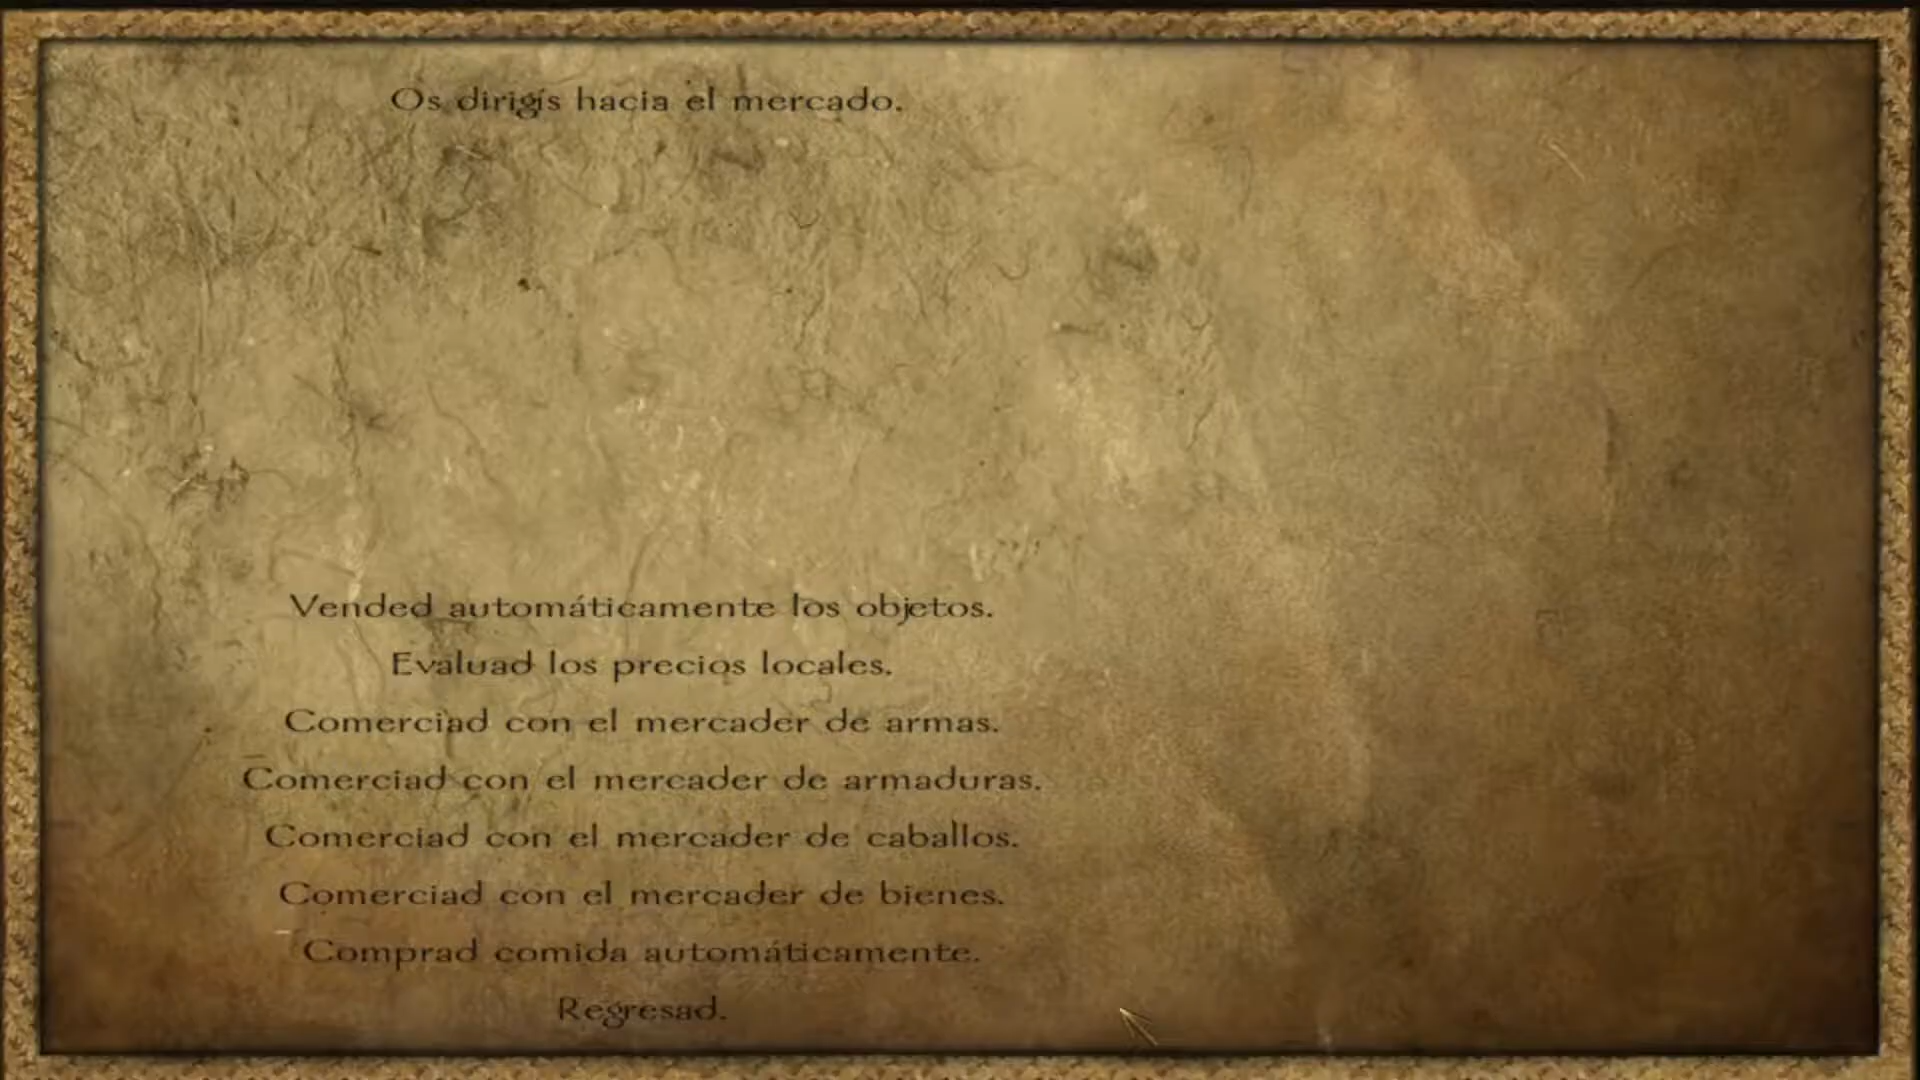 Os dirigís hacia el mercado.
Vended automáticamente los objetos.
Evaluad los precios locales.
Comerciad con el mercader de armas.
Comerciad con el mercader de armaduras.
Comerciad con el mercader de caballos.
Comerciad con el mercader de bienes.
Comprad comida automáticamente.
Regresad.